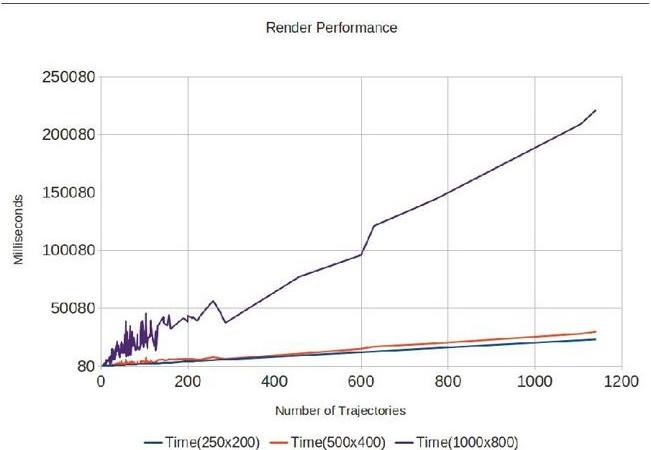 Render Performance
250080
200080
150080
100080
50080
80
Milliseconds
0 200 400 600 800 1000 1200
Number of Trajectories
Time(250x200) Time(500x400) Time(1000x800)